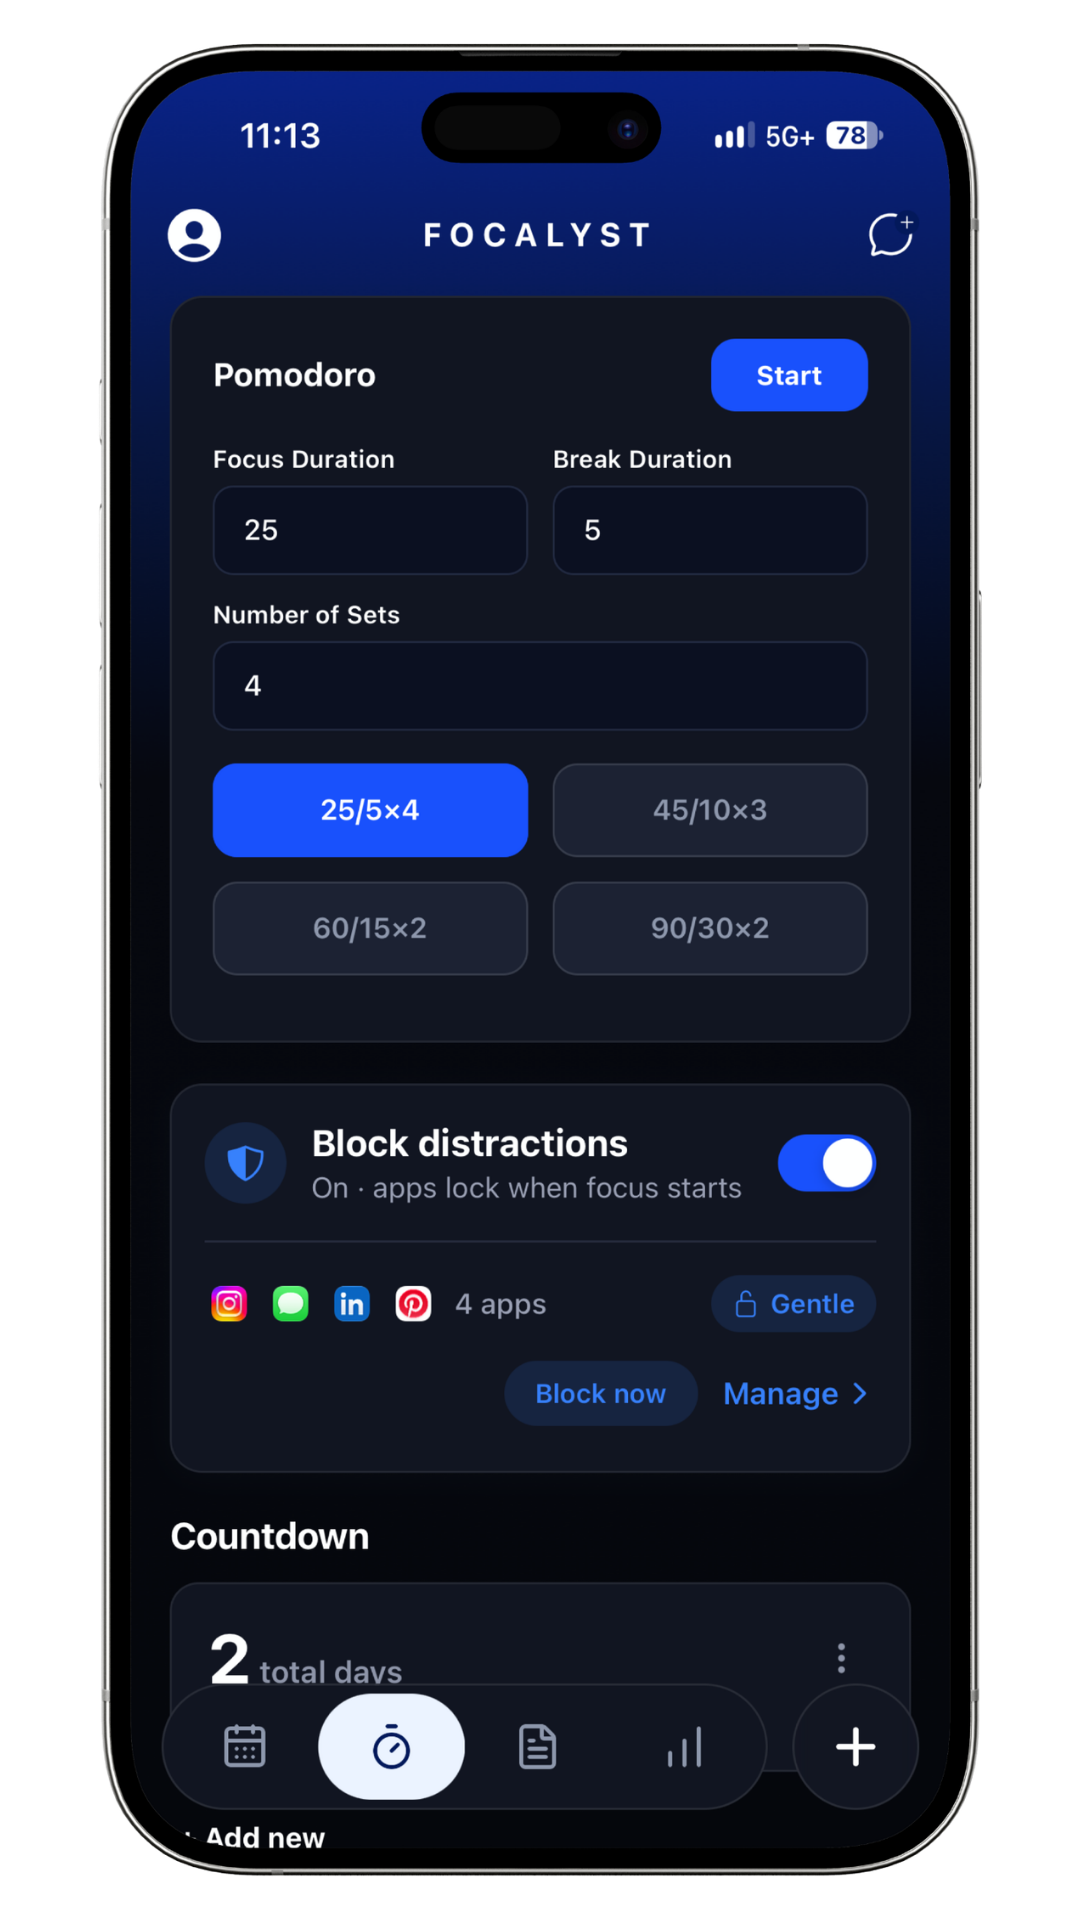 11:13
5G+ 78
FOCALYST
Pomodoro
Start
Focus Duration
Break Duration
25
5
Number of Sets
4
25/5×4
45/10×3
60/15×2
90/30×2
Block distractions
On · apps lock when focus starts
in
4 apps
Gentle
Block now
Manage >
Countdown
2 total days
+ Add new